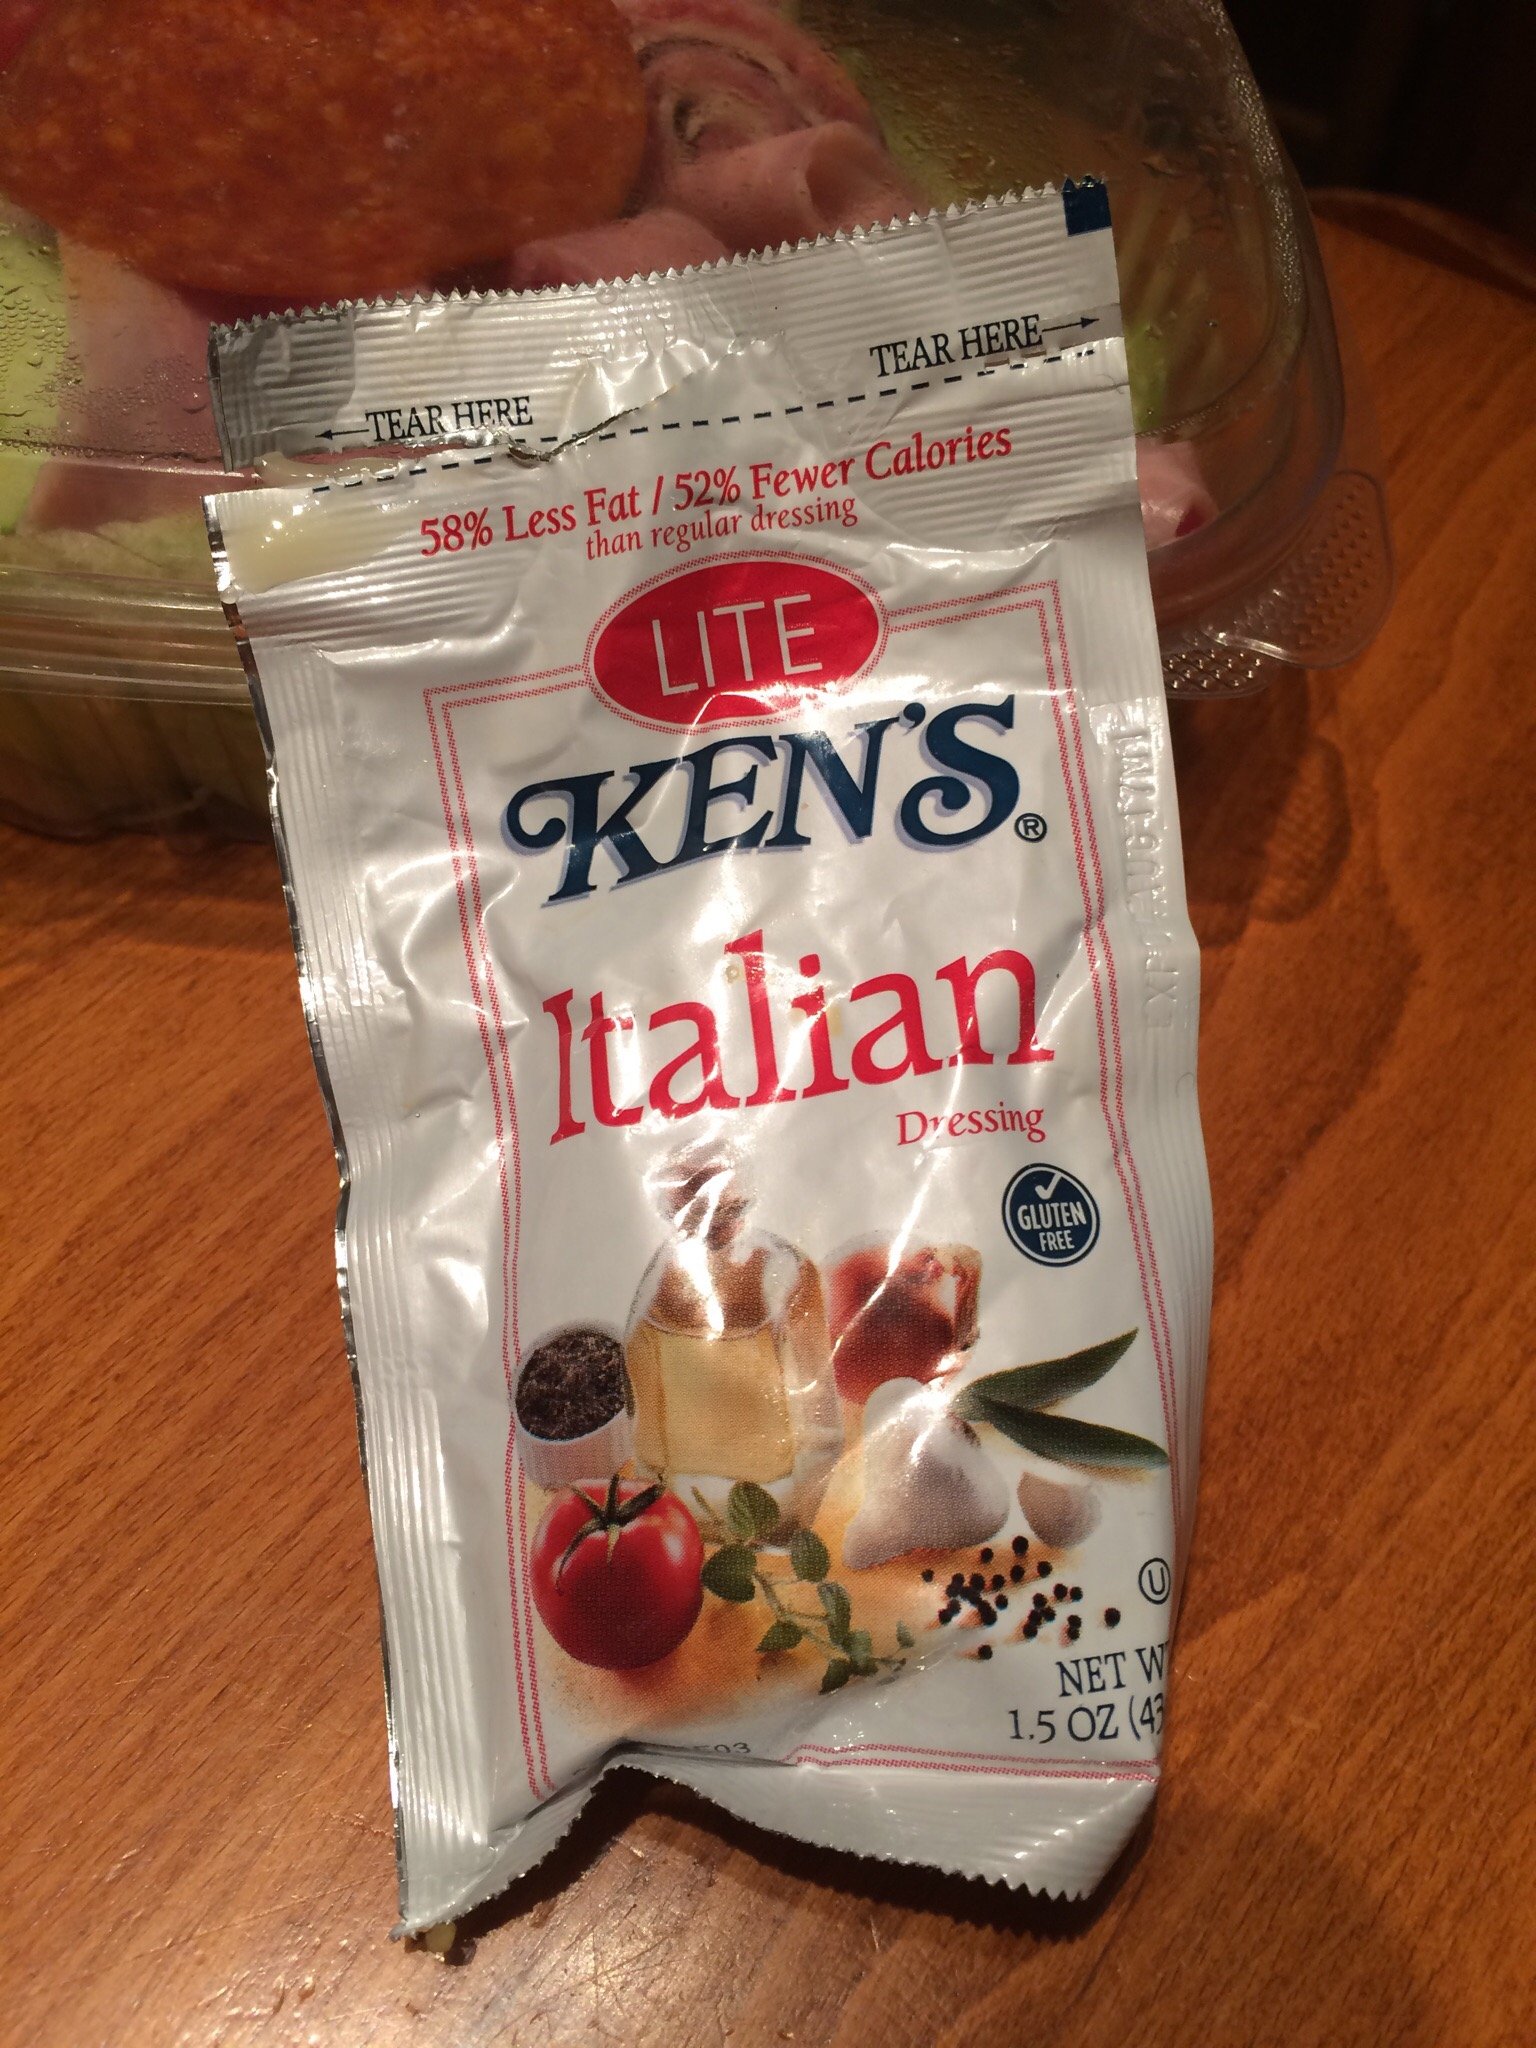 TEAR HERE
TEAR HERE
58% Less Fat / 52% Fewer Calories
than regular dressing
LITE
KEN'S®
Italian
Dressing
GLUTEN
FREE
U
NET W
1.5 OZ (43